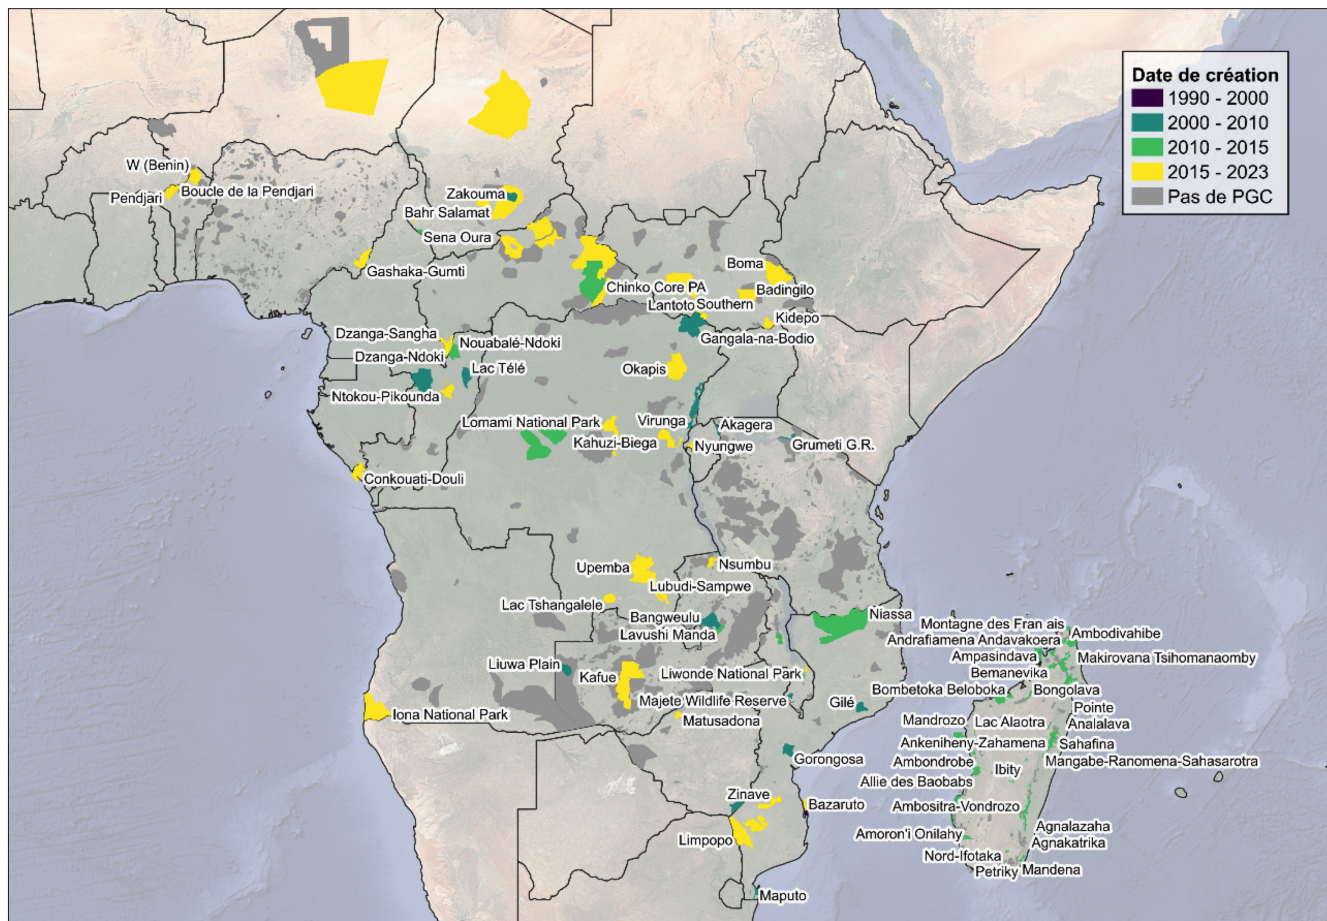 Date de création
1990 - 2000
2000 - 2010
2010 - 2015
2015 - 2023
Pas de PGC
W (Benin)
Pendjari
Boucle de la Pendjari
Zakouma
Bahr Salamat
Sena Oura
Gashaka-Gumti
Chinko Core PA
Boma
Badingilo
Lantoto
Southern
Kidepo
Gangala-na-Bodio
Dzanga-Sangha
Nouabalé-Ndoki
Dzanga-Ndoki
Lac Télé
Okapis
Ntokou-Pikounda
Lomami National Park
Virunga
Akagera
Kahuzi-Biega
Nyungwe
Grumeti G.R.
Conkouati-Douli
Upemba
Nsumbu
Lubudi-Sampwe
Lac Tshangalele
Bangweulu
Lavushi Manda
Niassa
Liuwa Plain
Kafue
Liwonde National Park
Majete Wildlife Reserve
Gilé
Iona National Park
Matusadona
Gorongosa
Zinave
Bazaruto
Limpopo
Maputo
Montagne des Fran ais
Ambodivahibe
Andrafiamena Andavakoera
Ampasindava
Makirovana Tsihomanaomby
Bemanevika
Bombetoka Beloboka
Bongolava
Pointe
Mandrozo
Lac Alaotra
Analalava
Ankeniheny-Zahamena
Sahafina
Ambondrobe
Mangabe-Ranomena-Sahasarotra
Ibity
Allie des Baobabs
Ambositra-Vondrozo
Agnalazaha
Amoron'i Onilahy
Agnakatrika
Nord-Ifotaka
Petriky
Mandena